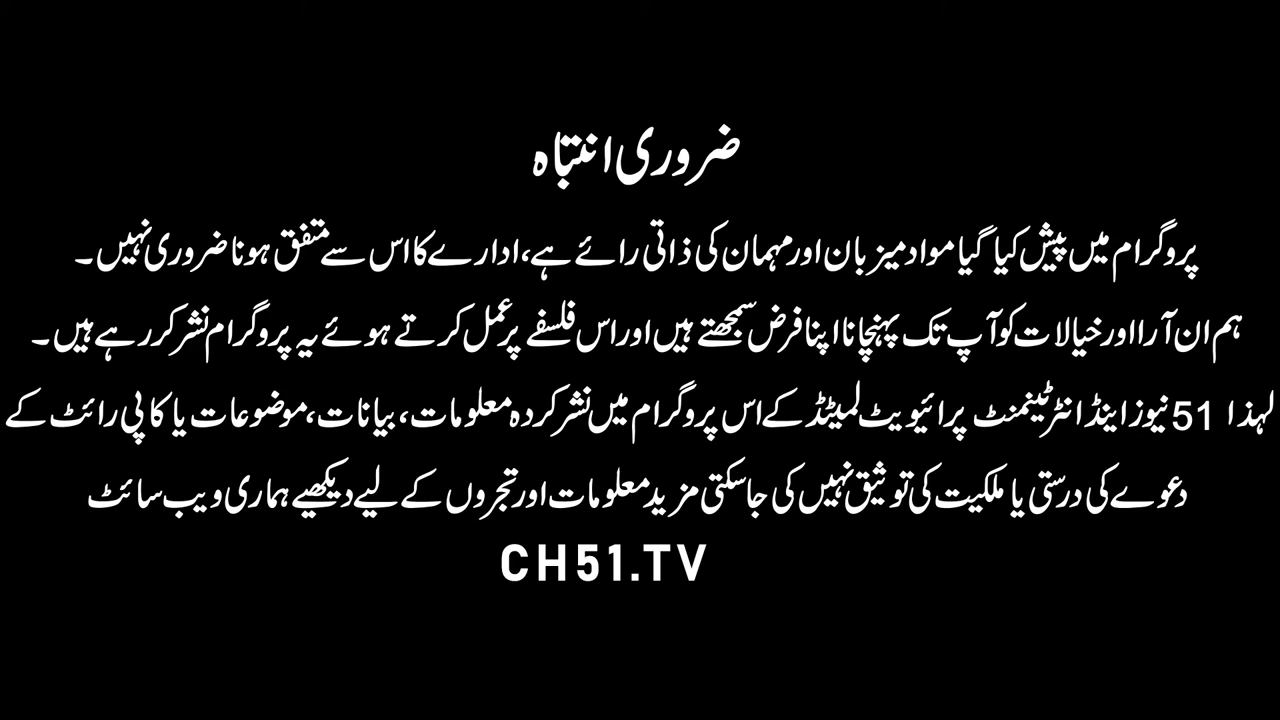 ضروری انتباہ
پروگرام میں پیش کیا گیا مواد میزبان اور مہمان کی ذاتی رائے ہے، ادارے کا اس سے متفق ہونا ضروری نہیں۔
ہم ان آرا اور خیالات کو آپ تک پہنچانا اپنا فرض سمجھتے ہیں اور اس فلسفے پر عمل کرتے ہوئے یہ پروگرام نشر کر رہے ہیں۔
لہذا 51 نیوز اینڈ انٹرٹینمنٹ پرائیویٹ لمیٹڈ کے اس پروگرام میں نشر کردہ معلومات، بیانات، موضوعات یا کاپی رائٹ کے
دعوے کی درستی یا ملکیت کی توثیق نہیں کی جا سکتی مزید معلومات اور تجروں کے لیے دیکھیے ہماری ویب سائٹ
CH51.TV